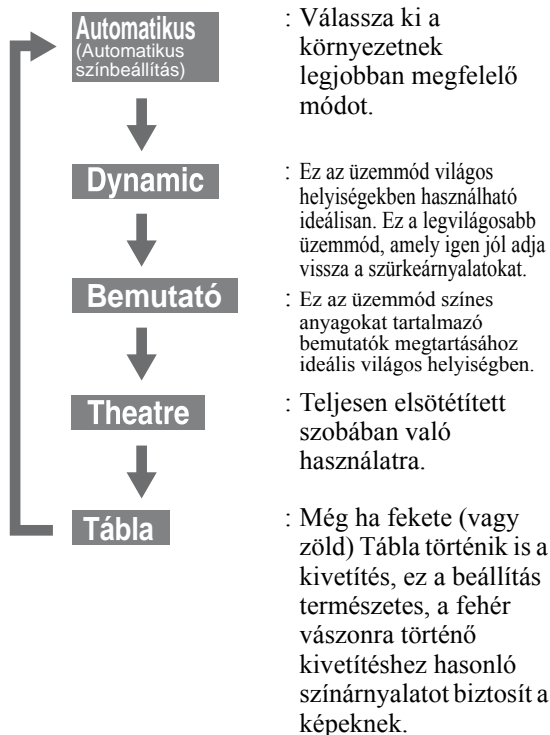 Automatikus
(Automatikus
színbeállítás)
: Válassza ki a
környezetnek
legjobban megfelelő
módot.
Dynamic
: Ez az üzemmód világos
helyiségekben használható
ideálisan. Ez a legvilágosabb
üzemmód, amely igen jól adja
vissza a szürkeárnyalatokat.
Bemutató
: Ez az üzemmód színes
anyagokat tartalmazó
bemutatók megtartásához
ideális világos helyiségben.
Theatre
: Teljesen elsötétített
szobában való
használatra.
Tábla
: Még ha fekete (vagy
zöld) Tábla történik is a
kivetítés, ez a beállítás
természetes, a fehér
vászonra történő
kivetítéshez hasonló
színárnyalatot biztosít a
képeknek.